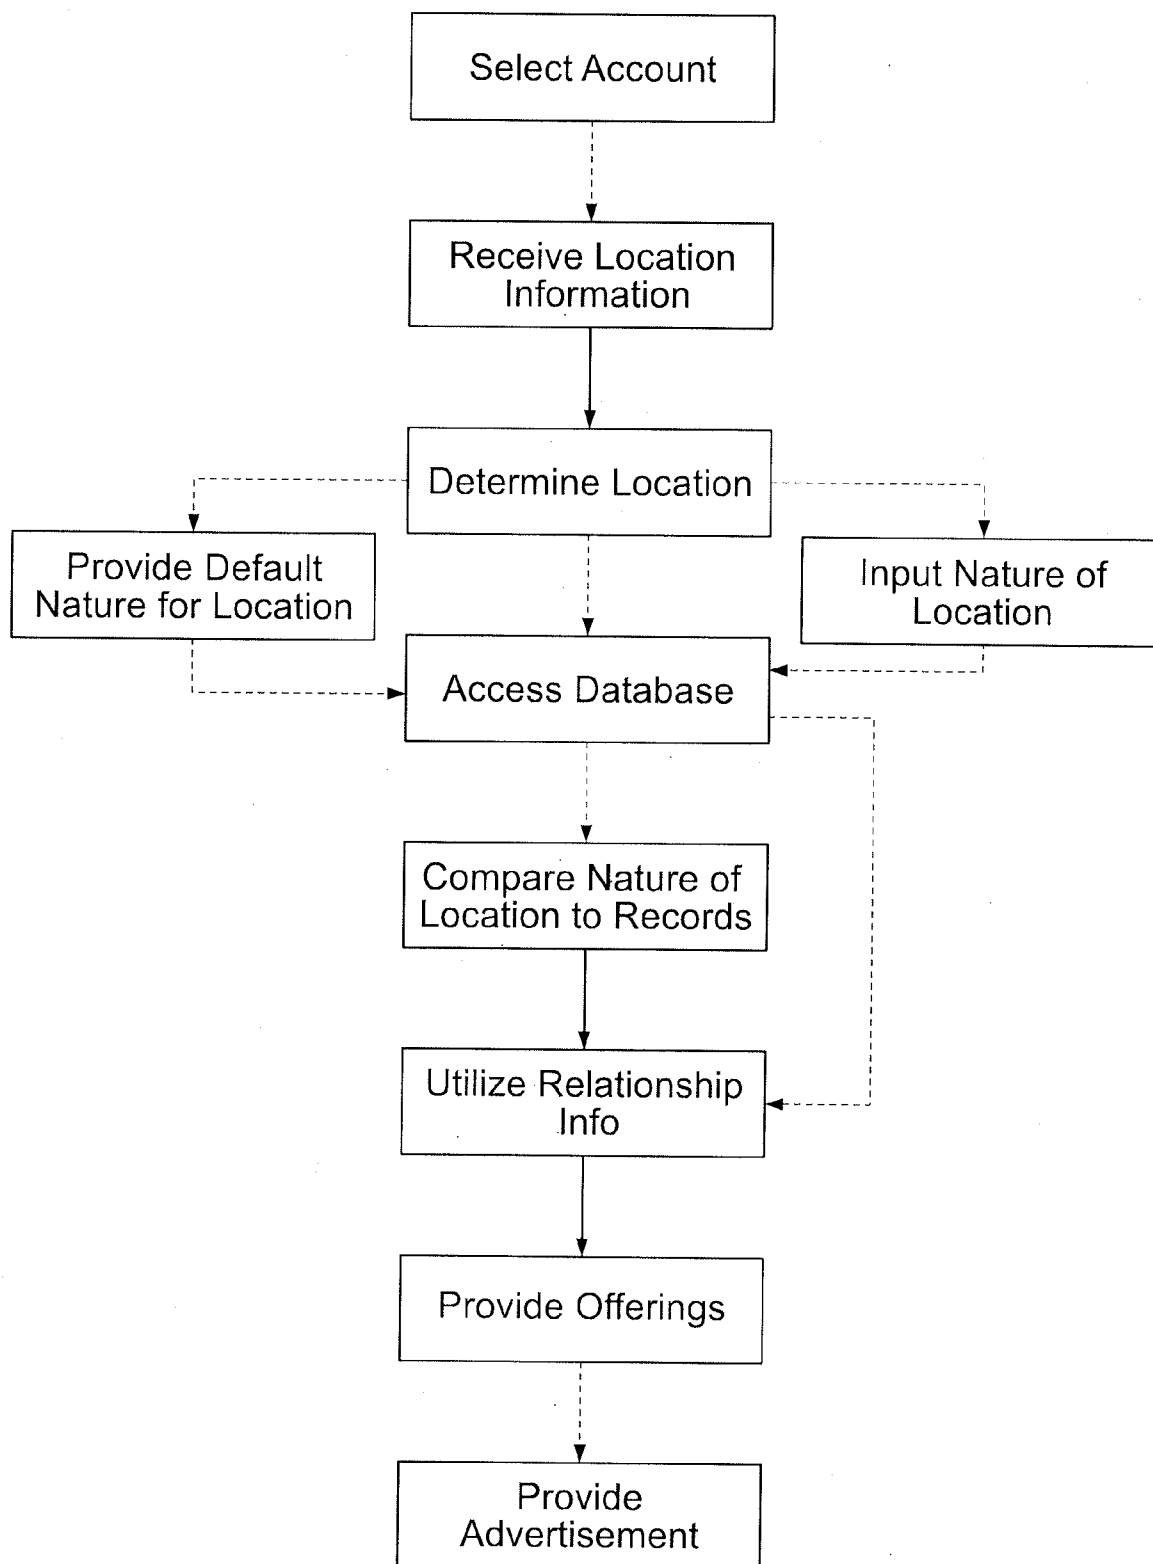 Select Account
Receive Location
Information
Determine Location
Provide Default
Nature for Location
Input Nature of
Location
Access Database
Compare Nature of
Location to Records
Utilize Relationship
Info
Provide Offerings
Provide
Advertisement